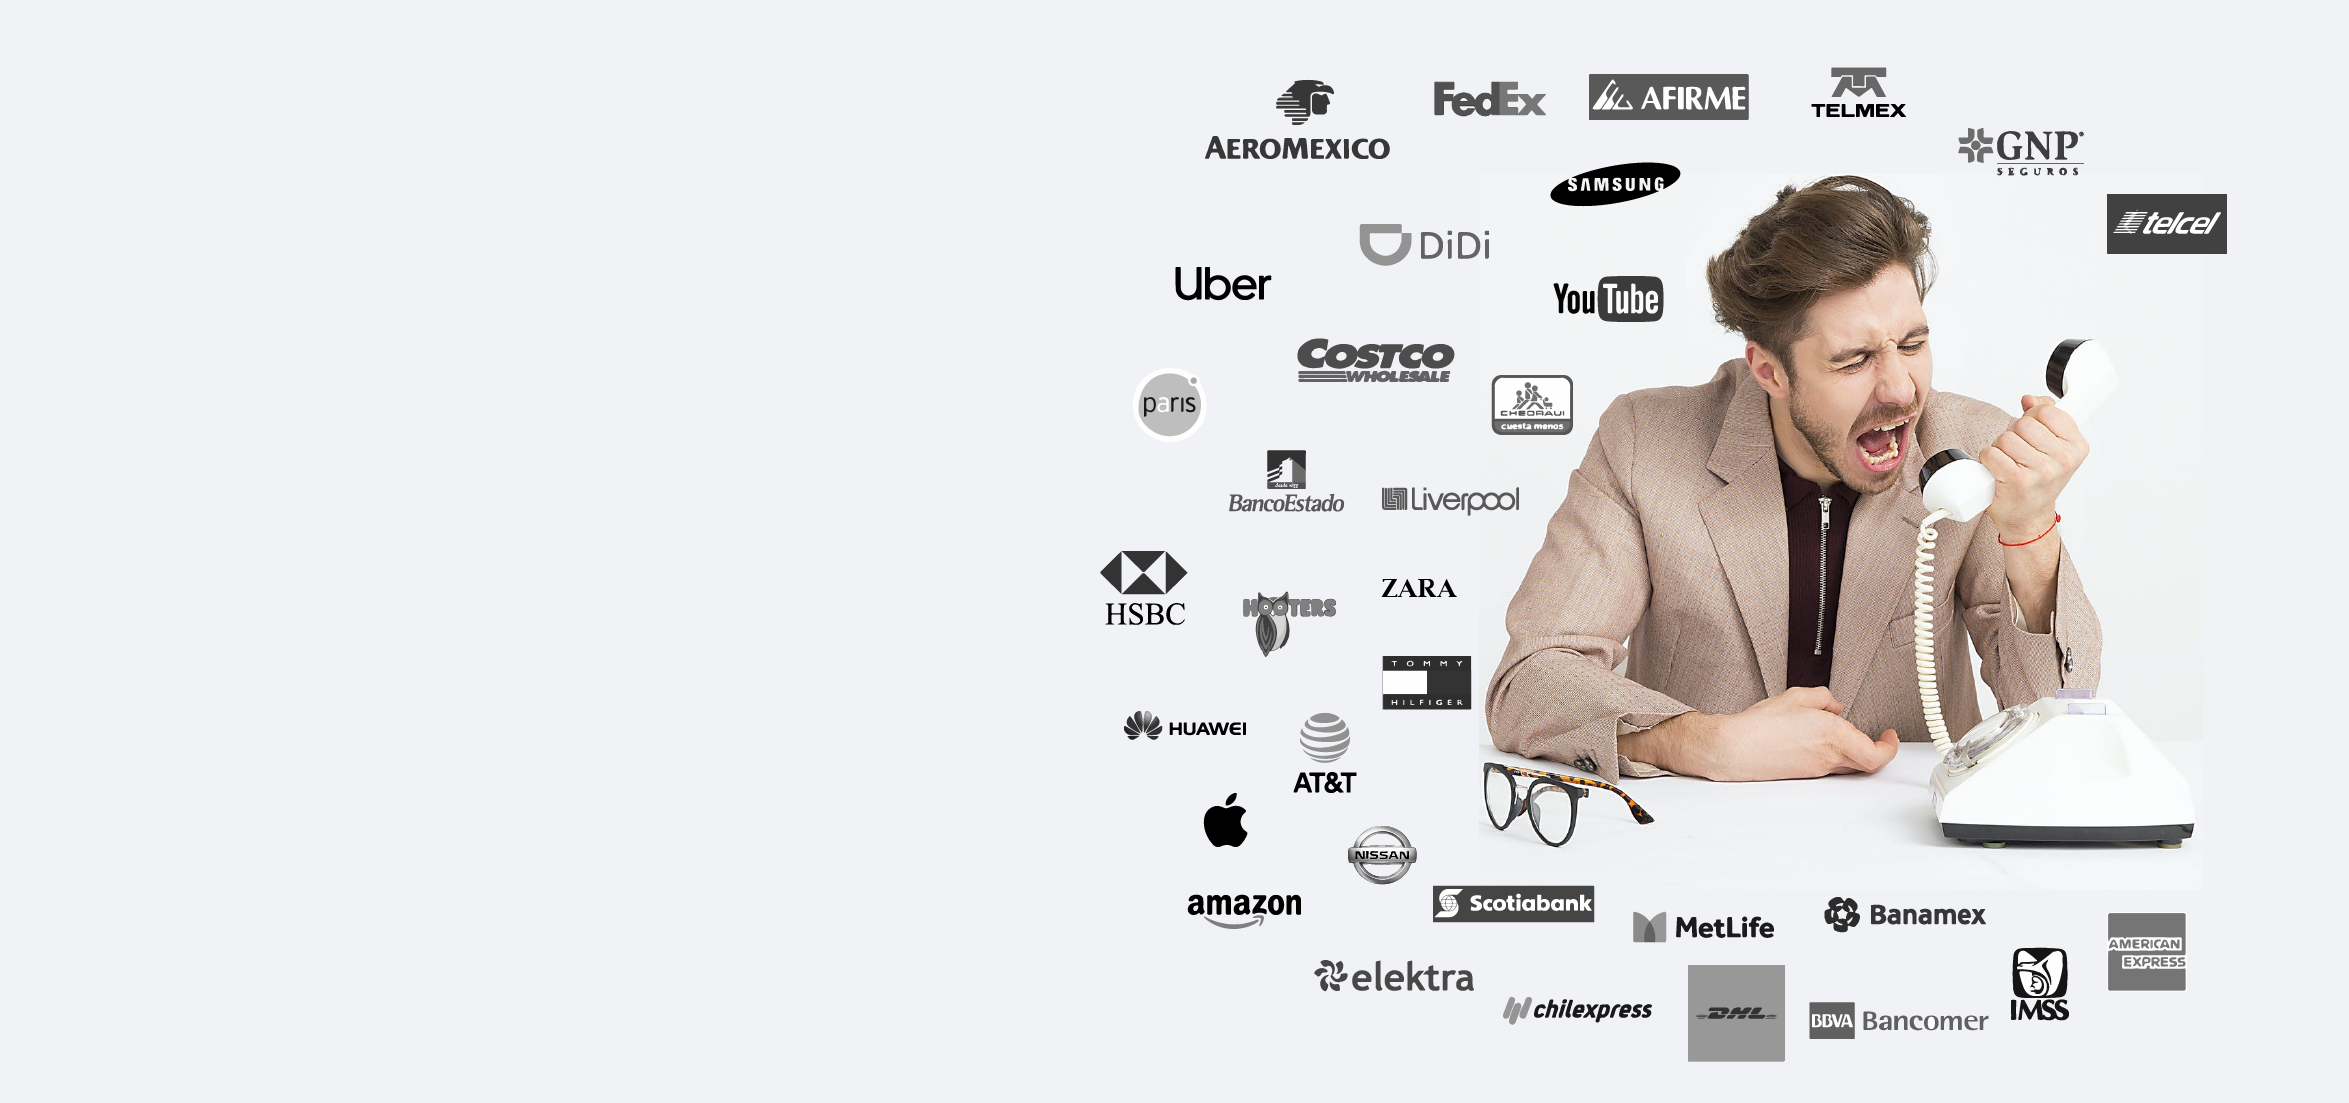 AEROMEXICO
FedEx
AFIRME
TELMEX
GNP
SEGUROS
SAMSUNG
telcel
DiDi
Uber
YouTube
COSTCO
WHOLESALE
paris
CHEDRAUI
cuesta menos
BancoEstado
Liverpool
HSBC
HOOTERS
ZARA
TOMMY
HILFIGER
HUAWEI
AT&T
NISSAN
amazon
Scotiabank
MetLife
Banamex
AMERICAN
EXPRESS
elektra
chilexpress
DHL
BBVA Bancomer
IMSS